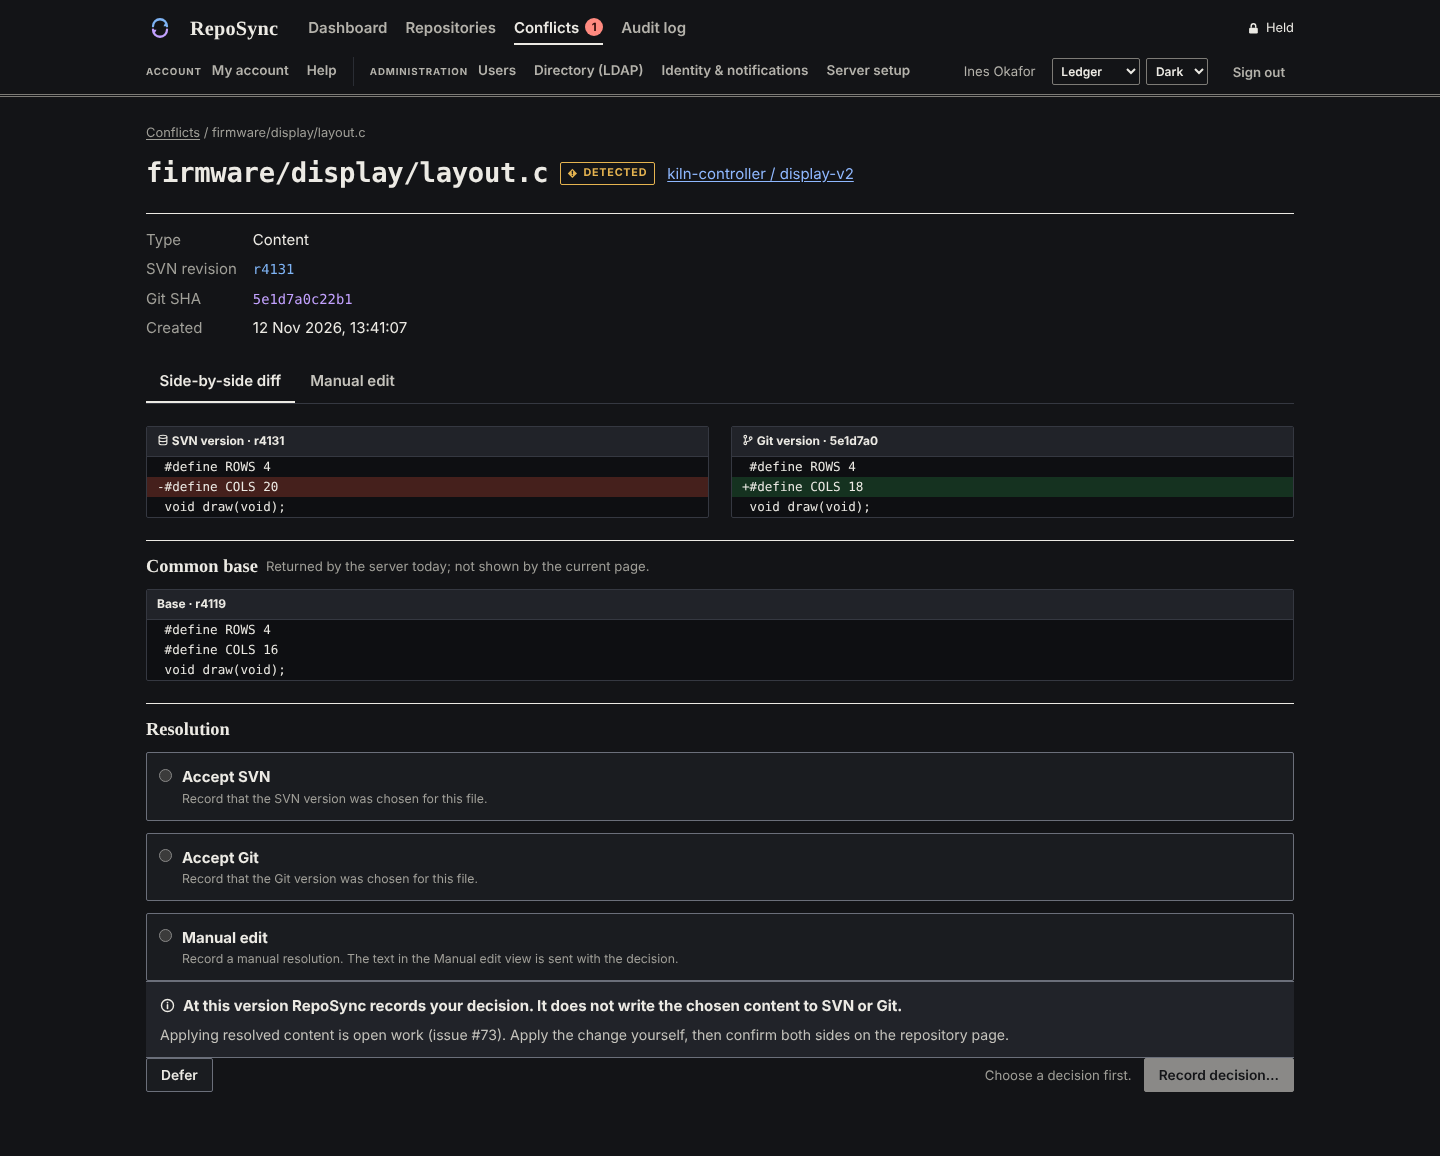 RepoSync Dashboard Repositories Conflicts 1 Audit log Held
ACCOUNT My account Help ADMINISTRATION Users Directory (LDAP) Identity & notifications Server setup Ines Okafor Ledger Dark Sign out
Conflicts / firmware/display/layout.c
firmware/display/layout.c DETECTED kiln-controller / display-v2
Type Content
SVN revision r4131
Git SHA 5e1d7a0c22b1
Created 12 Nov 2026, 13:41:07
Side-by-side diff Manual edit
SVN version · r4131
#define ROWS 4
-#define COLS 20
void draw(void);
Git version · 5e1d7a0
#define ROWS 4
+#define COLS 18
void draw(void);
Common base Returned by the server today; not shown by the current page.
Base · r4119
#define ROWS 4
#define COLS 16
void draw(void);
Resolution
Accept SVN
Record that the SVN version was chosen for this file.
Accept Git
Record that the Git version was chosen for this file.
Manual edit
Record a manual resolution. The text in the Manual edit view is sent with the decision.
At this version RepoSync records your decision. It does not write the chosen content to SVN or Git.
Applying resolved content is open work (issue #73). Apply the change yourself, then confirm both sides on the repository page.
Defer Choose a decision first. Record decision…